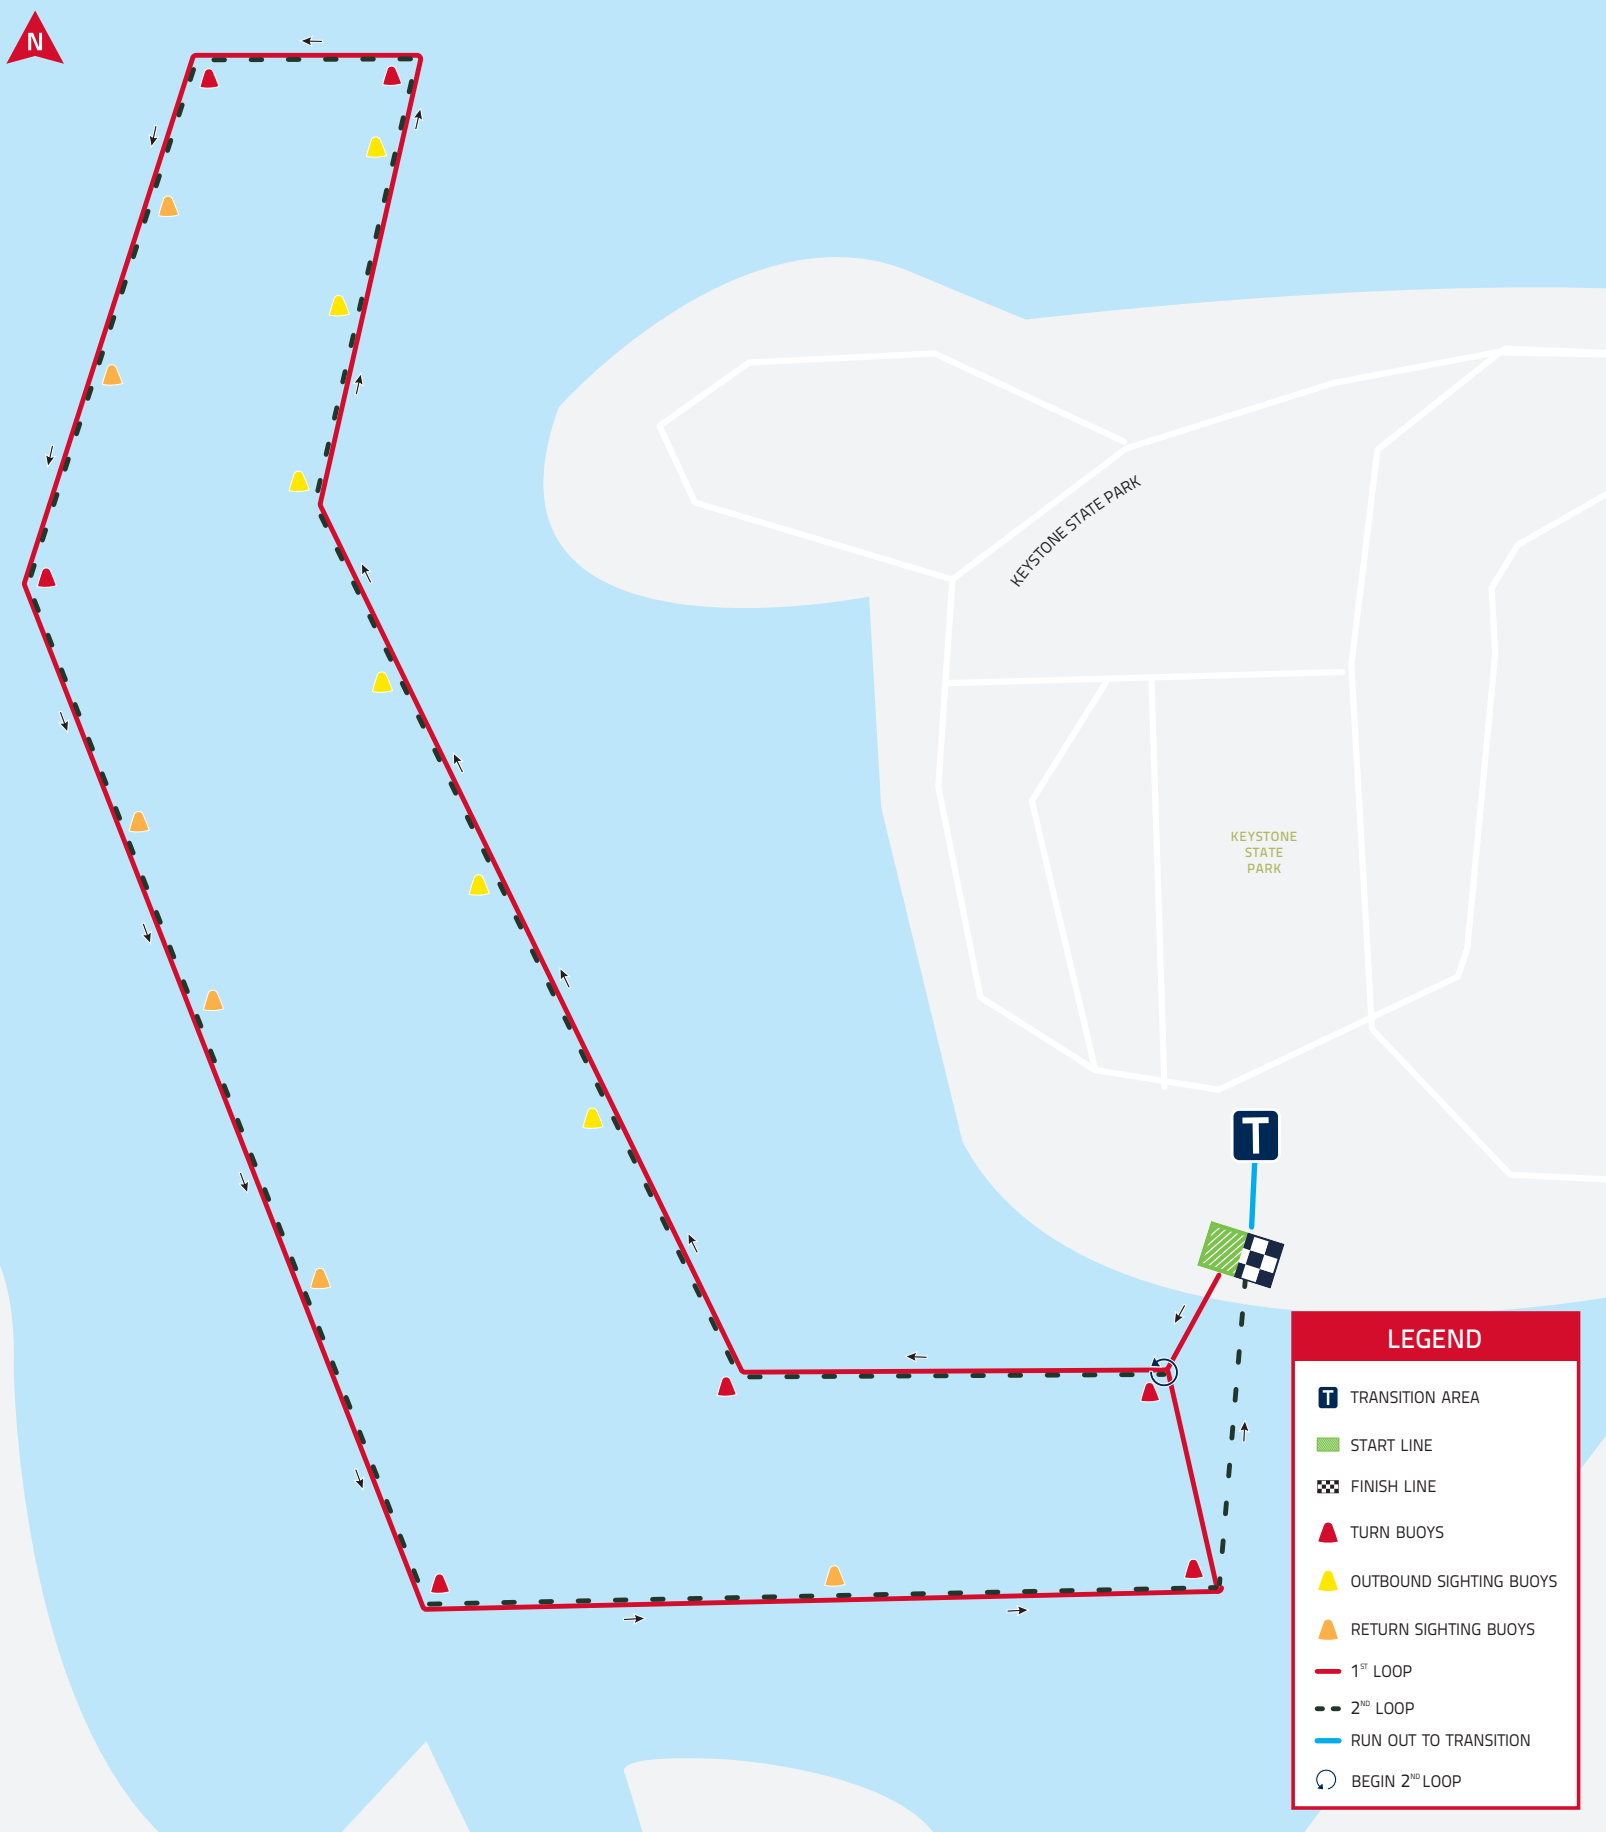 N
KEYSTONE STATE PARK
KEYSTONE
STATE
PARK
T
LEGEND
T TRANSITION AREA
START LINE
FINISH LINE
TURN BUOYS
OUTBOUND SIGHTING BUOYS
RETURN SIGHTING BUOYS
1ST LOOP
2ND LOOP
RUN OUT TO TRANSITION
BEGIN 2ND LOOP